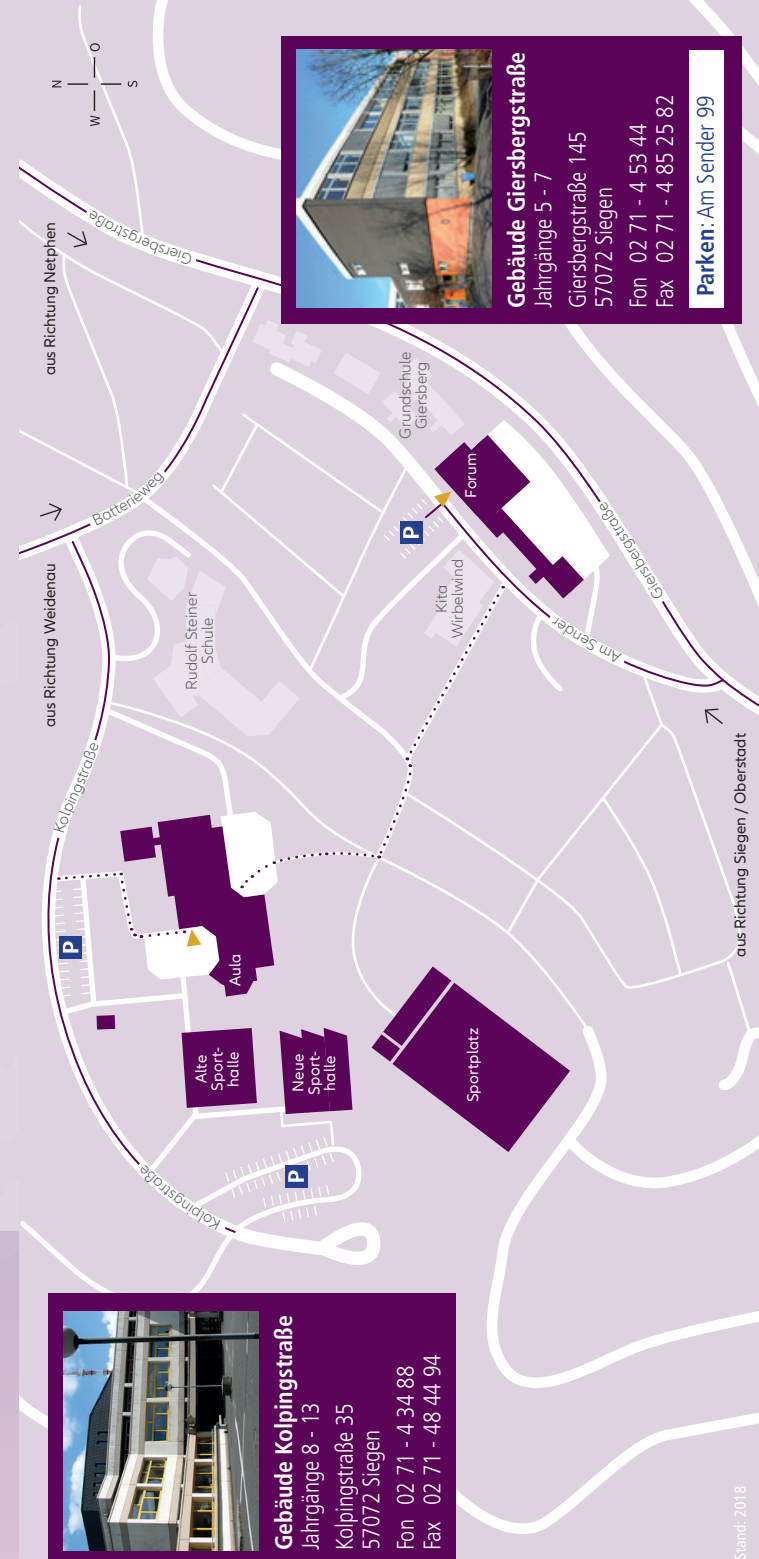 Gebäude Kolpingstraße
Jahrgänge 8 - 13
Kolpingstraße 35
57072 Siegen
Fon 02 71 - 4 34 88
Fax 02 71 - 48 44 94
Stand: 2018
Kolpingstraße
P
Alte
Sport-
halle
Neue
Sport-
halle
Sportplatz
P
Aula
Kolpingstraße
aus Richtung Weidenau
Rudolf Steiner
Schule
Batterieweg
aus Richtung Netphen
Giersbergstraße
N
W
O
S
P
Kita
Wirbelwind
Forum
Grundschule
Giersberg
Am Sender
Giersbergstraße
aus Richtung Siegen / Oberstadt
Gebäude Giersbergstraße
Jahrgänge 5 - 7
Giersbergstraße 145
57072 Siegen
Fon 02 71 - 4 53 44
Fax 02 71 - 4 85 25 82
Parken: Am Sender 99